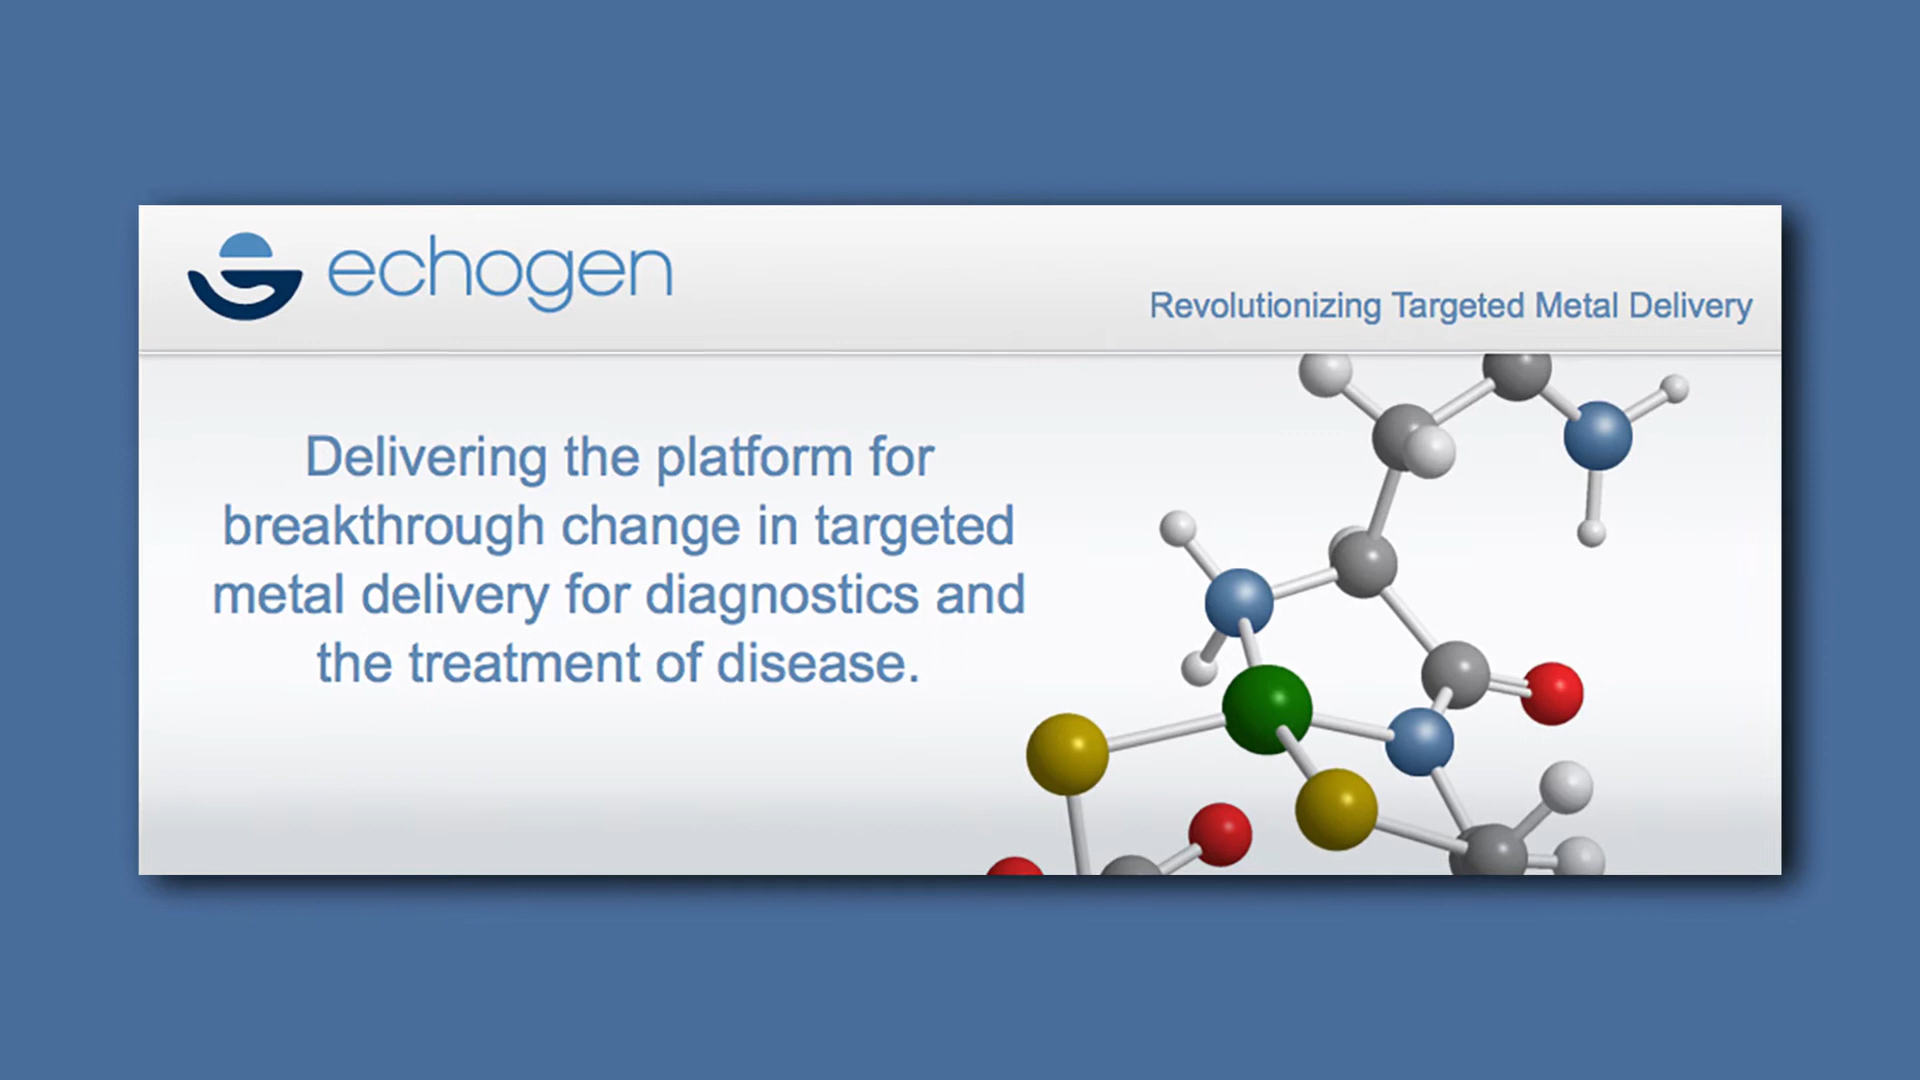 echogen
Revolutionizing Targeted Metal Delivery
Delivering the platform for
breakthrough change in targeted
metal delivery for diagnostics and
the treatment of disease.